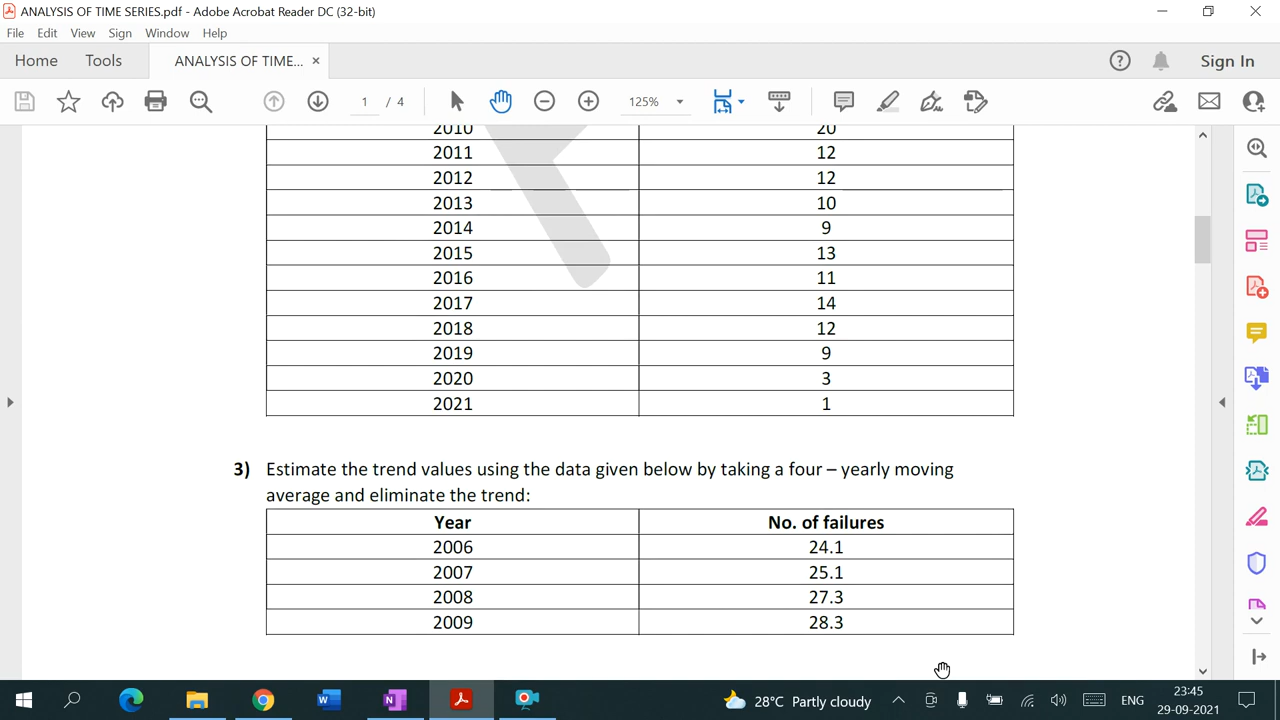 ANALYSIS OF TIME SERIES.pdf - Adobe Acrobat Reader DC (32-bit)
File Edit View Sign Window Help
Home Tools ANALYSIS OF TIME... × Sign In
1 / 4 125%
2010 20
2011 12
2012 12
2013 10
2014 9
2015 13
2016 11
2017 14
2018 12
2019 9
2020 3
2021 1
3) Estimate the trend values using the data given below by taking a four – yearly moving
average and eliminate the trend:
Year No. of failures
2006 24.1
2007 25.1
2008 27.3
2009 28.3
28°C Partly cloudy ENG 23:45
29-09-2021